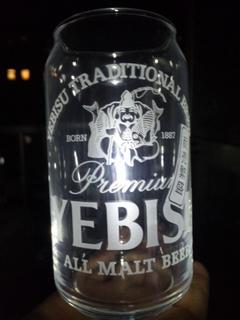 YEBISU TRADITIONAL
BORN 1887
Premium
YEBIS
ALL MALT BEER